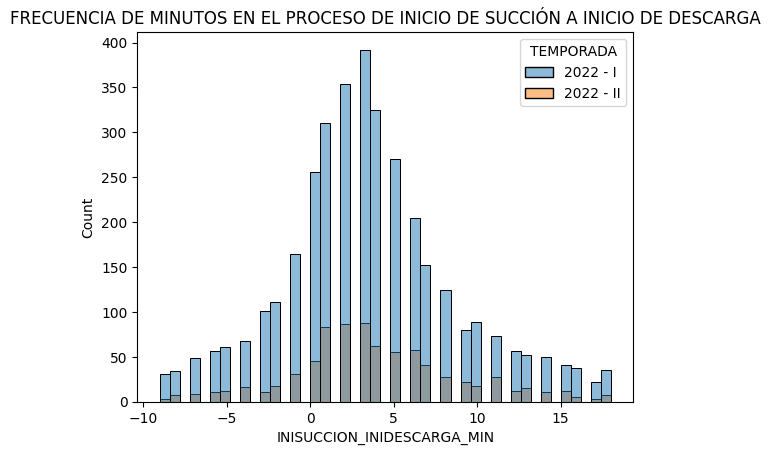 FRECUENCIA DE MINUTOS EN EL PROCESO DE INICIO DE SUCCIÓN A INICIO DE DESCARGA
TEMPORADA
2022 - I
2022 - II
400
350
300
250
200
150
100
50
0
Count
-10
-5
0
5
10
15
INISUCCION_INIDESCARGA_MIN